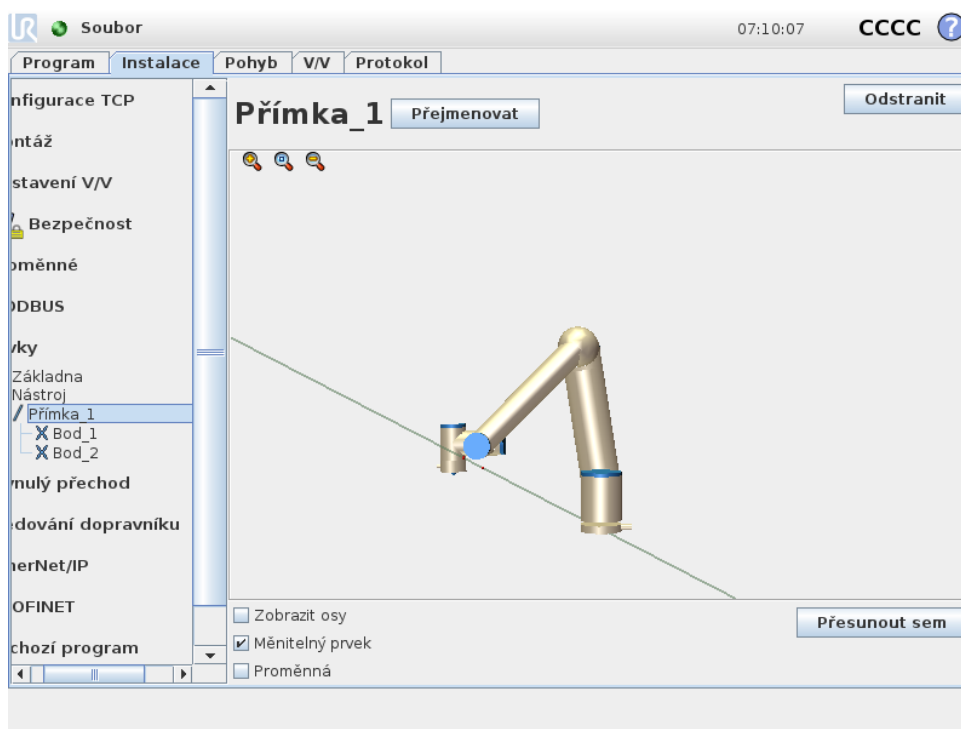 UR Soubor 07:10:07 CCCC ?
Program Instalace Pohyb V/V Protokol
nfigurace TCP
ntáž
stavení V/V
Bezpečnost
oměnné
DDBUS
vky
Základna
Nástroj
Přímka_1
Bod_1
Bod_2
nulý přechod
edování dopravníku
herNet/IP
OFINET
chozí program
Přímka_1 Přejmenovat Odstranit
Zobrazit osy
Měnitelný prvek
Proměnná
Přesunout sem